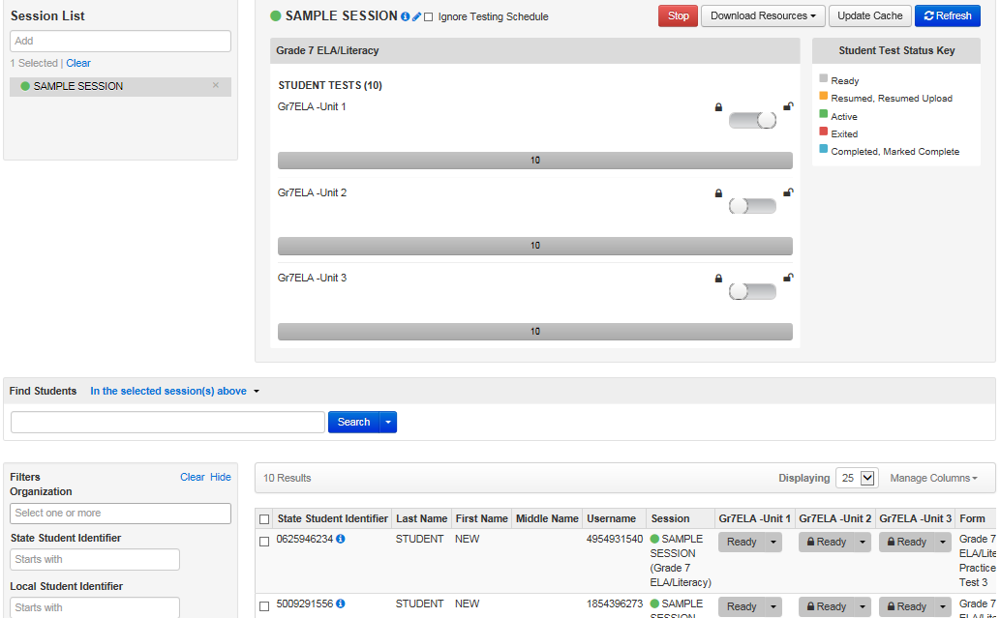 Session List
Add
1 Selected | Clear
SAMPLE SESSION ×
SAMPLE SESSION Ignore Testing Schedule
Stop Download Resources Update Cache Refresh
Grade 7 ELA/Literacy
STUDENT TESTS (10)
Gr7ELA -Unit 1
10
Gr7ELA -Unit 2
10
Gr7ELA -Unit 3
10
Student Test Status Key
Ready
Resumed, Resumed Upload
Active
Exited
Completed, Marked Complete
Find Students In the selected session(s) above
Search
Filters Clear Hide
Organization
Select one or more
State Student Identifier
Starts with
Local Student Identifier
Starts with
10 Results Displaying 25 Manage Columns
State Student Identifier Last Name First Name Middle Name Username Session Gr7ELA -Unit 1 Gr7ELA -Unit 2 Gr7ELA -Unit 3 Form
0625946234 STUDENT NEW 4954931540 SAMPLE Ready Ready Ready Grade 7
SESSION ELA/Lite
(Grade 7 Practice
ELA/Literacy) Test 3
5009291556 STUDENT NEW 1854396273 SAMPLE Ready Ready Ready Grade 7
SESSION ELA/Lite